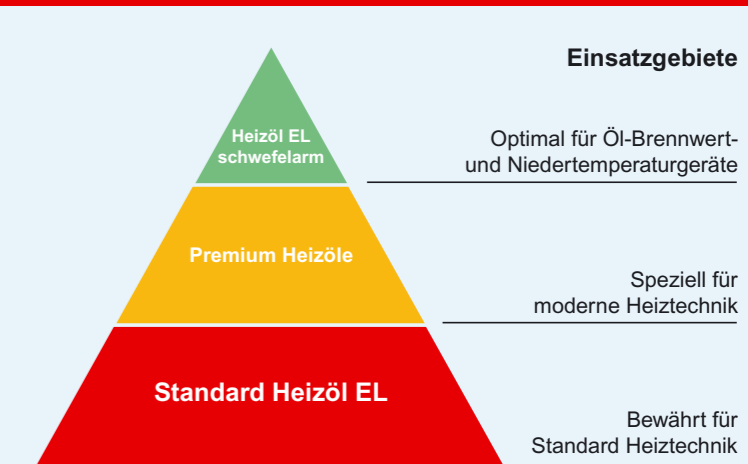 Einsatzgebiete
Heizöl EL
schwefelarm
Optimal für Öl-Brennwert-
und Niedertemperaturgeräte
Premium Heizöle
Speziell für
moderne Heiztechnik
Standard Heizöl EL
Bewährt für
Standard Heiztechnik